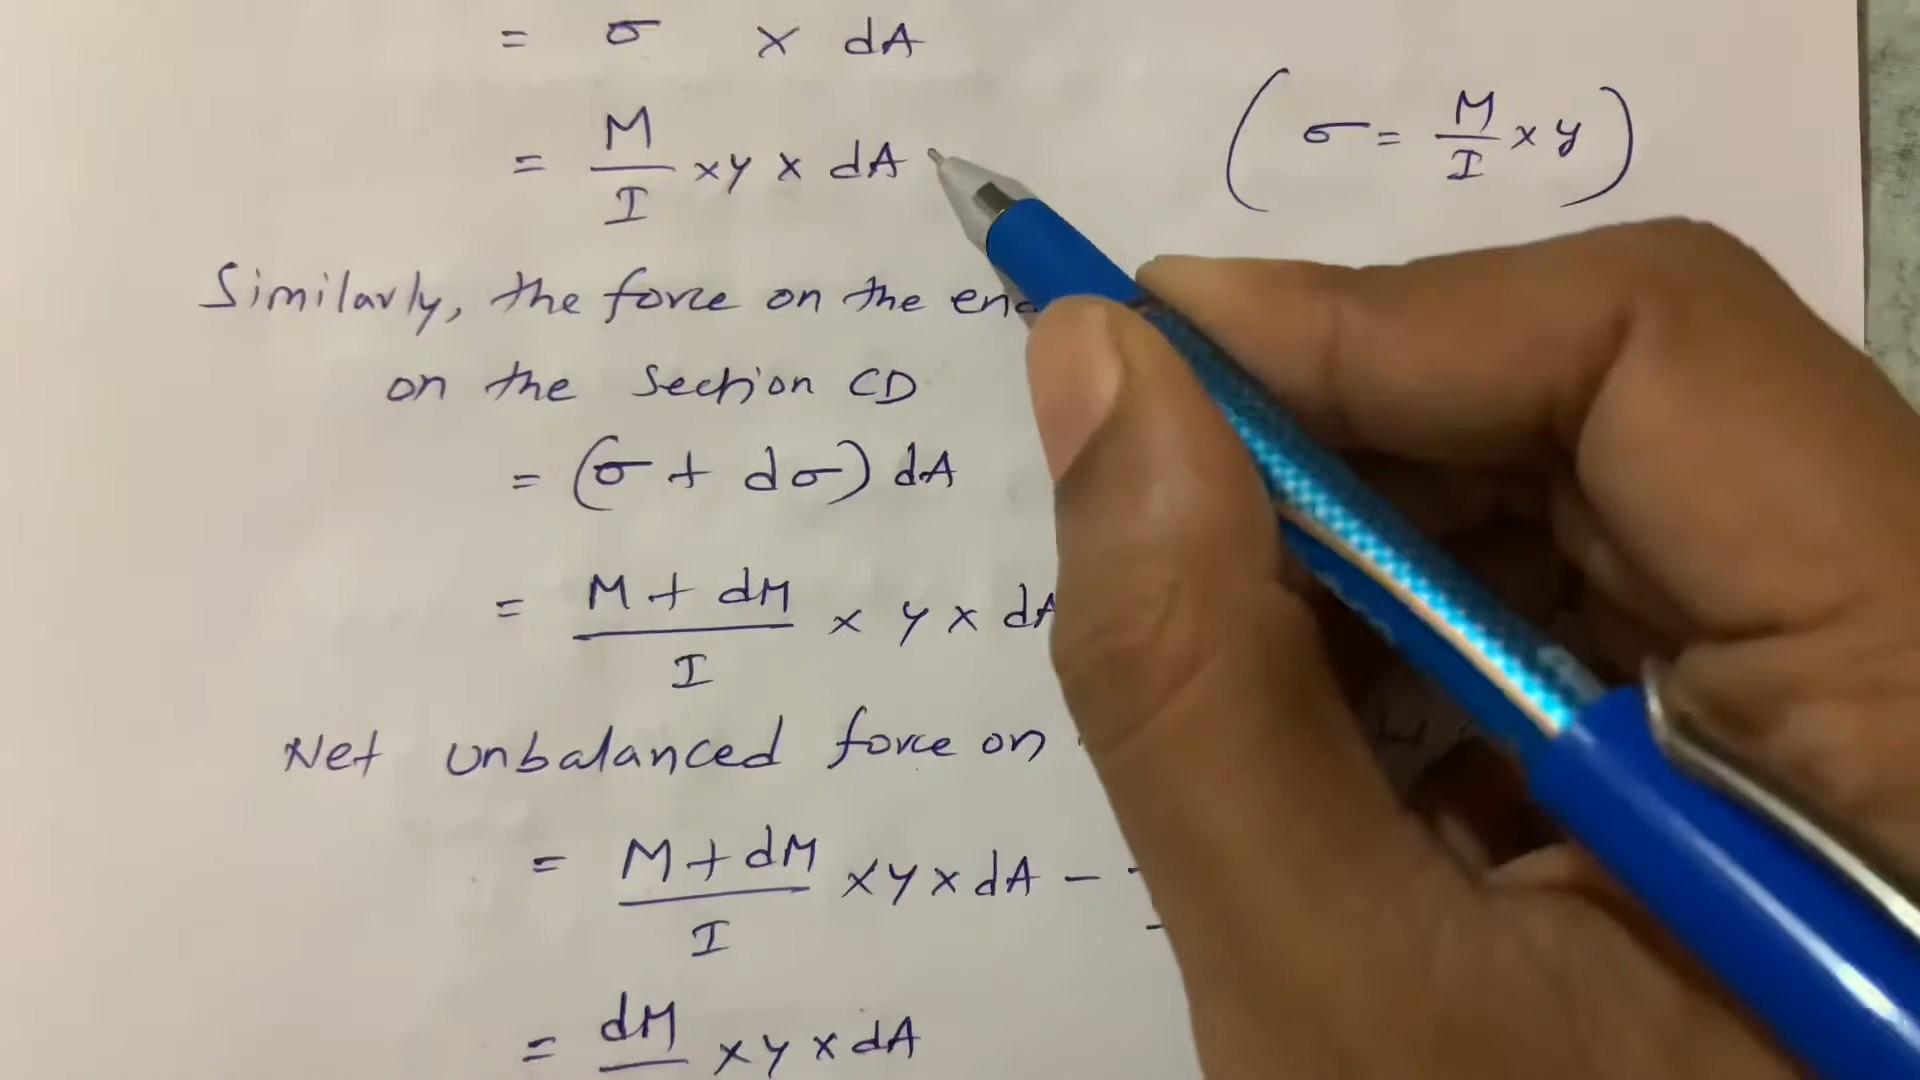 = σ × dA
= M/I × y × dA
(σ = M/I × y)
Similarly, the force on the end
on the section CD
= (σ + dσ) dA
= M + dM/I × y × dA
Net unbalanced force on
= M + dM/I × y × dA −
= dM × y × dA